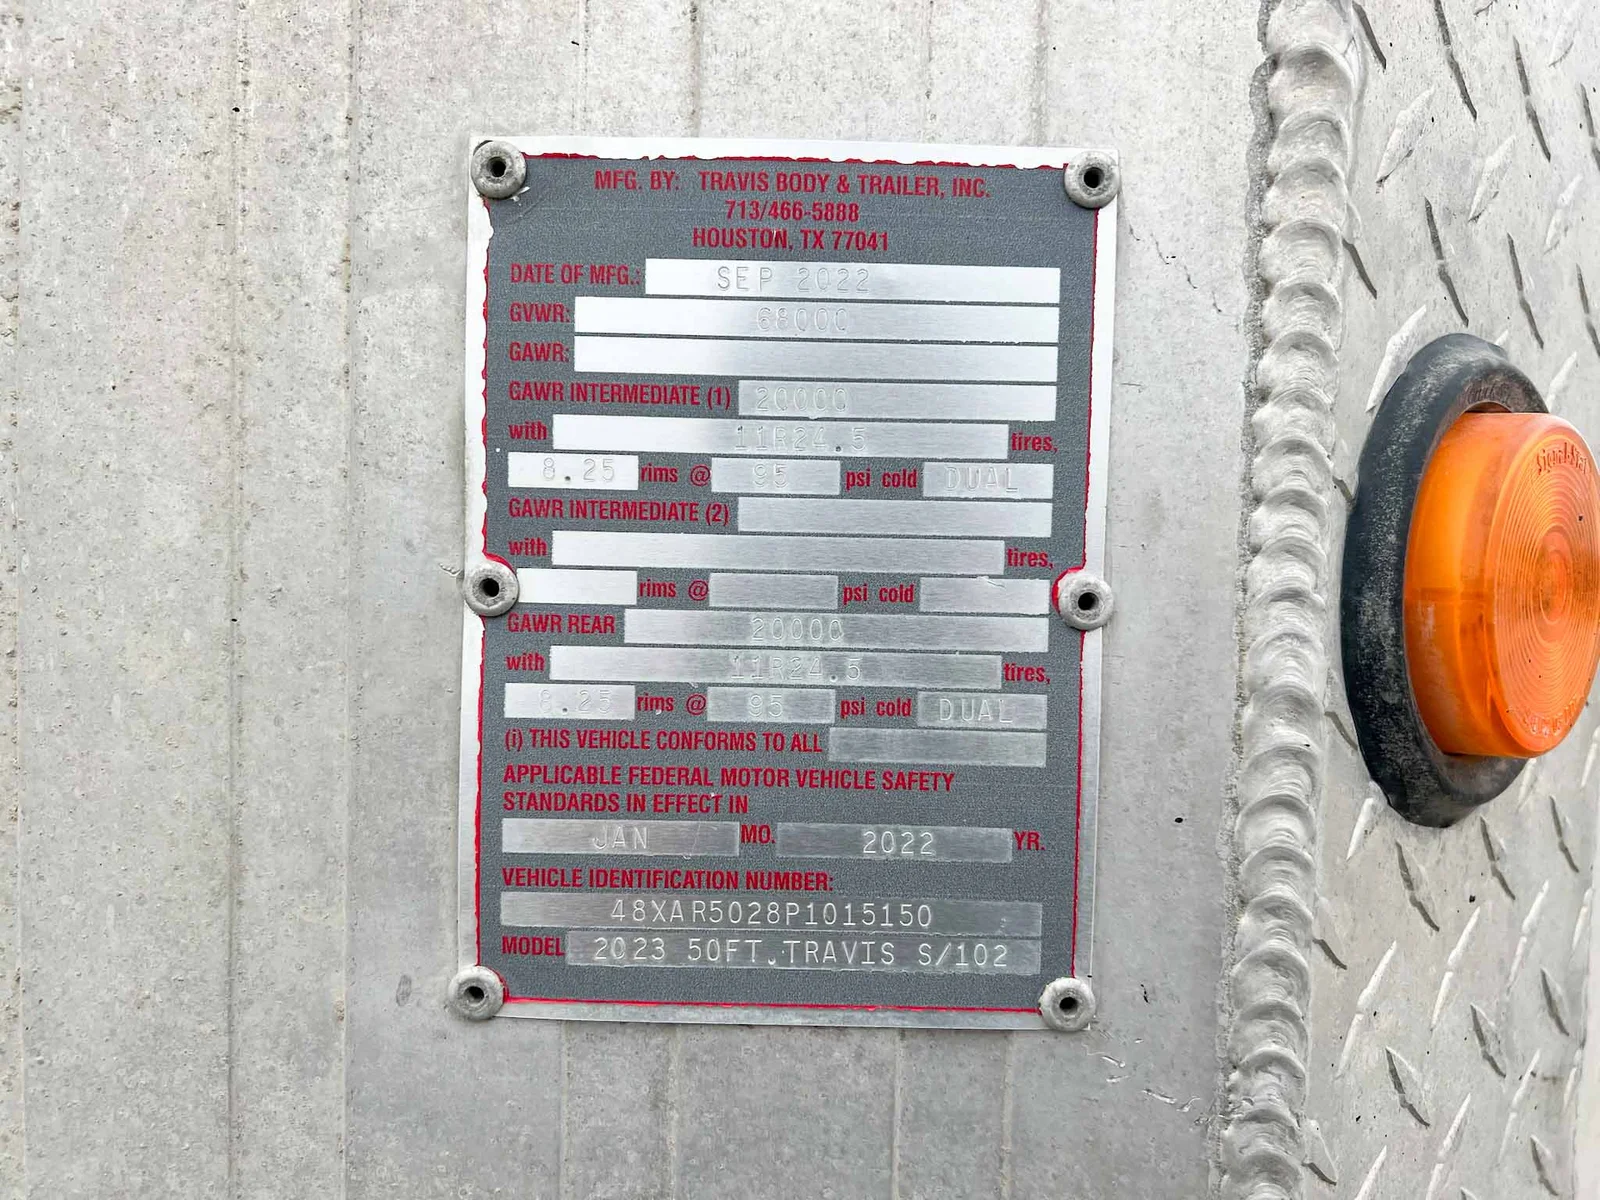 MFG. BY: TRAVIS BODY & TRAILER, INC.
713/466-5888
HOUSTON, TX 77041
DATE OF MFG.: SEP 2022
GVWR: 68000
GAWR:
GAWR INTERMEDIATE (1) 20000
with 11R24.5 tires,
8.25 rims @ 95 psi cold DUAL
GAWR INTERMEDIATE (2)
with tires,
rims @ psi cold
GAWR REAR 20000
with 11R24.5 tires,
8.25 rims @ 95 psi cold DUAL
(i) THIS VEHICLE CONFORMS TO ALL
APPLICABLE FEDERAL MOTOR VEHICLE SAFETY
STANDARDS IN EFFECT IN
JAN MO. 2022 YR.
VEHICLE IDENTIFICATION NUMBER:
48XAR5028P1015150
MODEL 2023 50FT.TRAVIS S/102